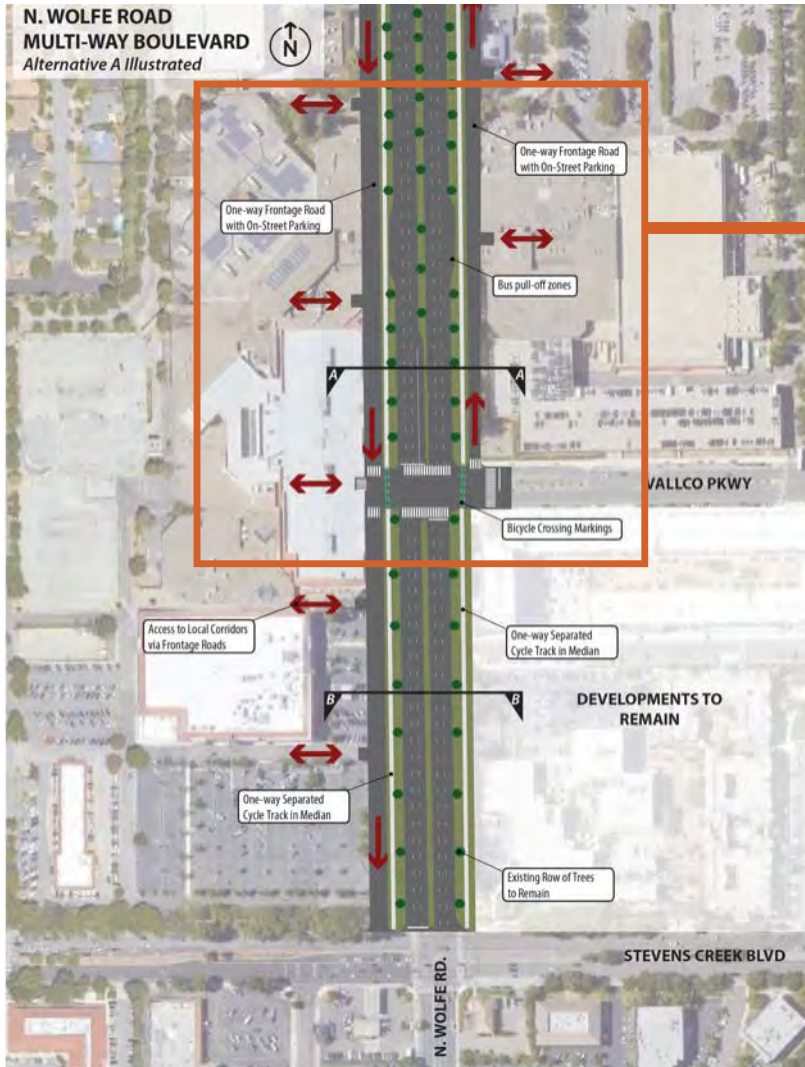 N. WOLFE ROAD
MULTI-WAY BOULEVARD
Alternative A Illustrated
N
One-way Frontage Road
with On-Street Parking
One-way Frontage Road
with On-Street Parking
Bus pull-off zones
A
A
VALLCO PKWY
Bicycle Crossing Markings
Access to Local Corridors
via Frontage Roads
One-way Separated
Cycle Track in Median
B
B
DEVELOPMENTS TO
REMAIN
One-way Separated
Cycle Track in Median
Existing Row of Trees
to Remain
STEVENS CREEK BLVD
N. WOLFE RD.